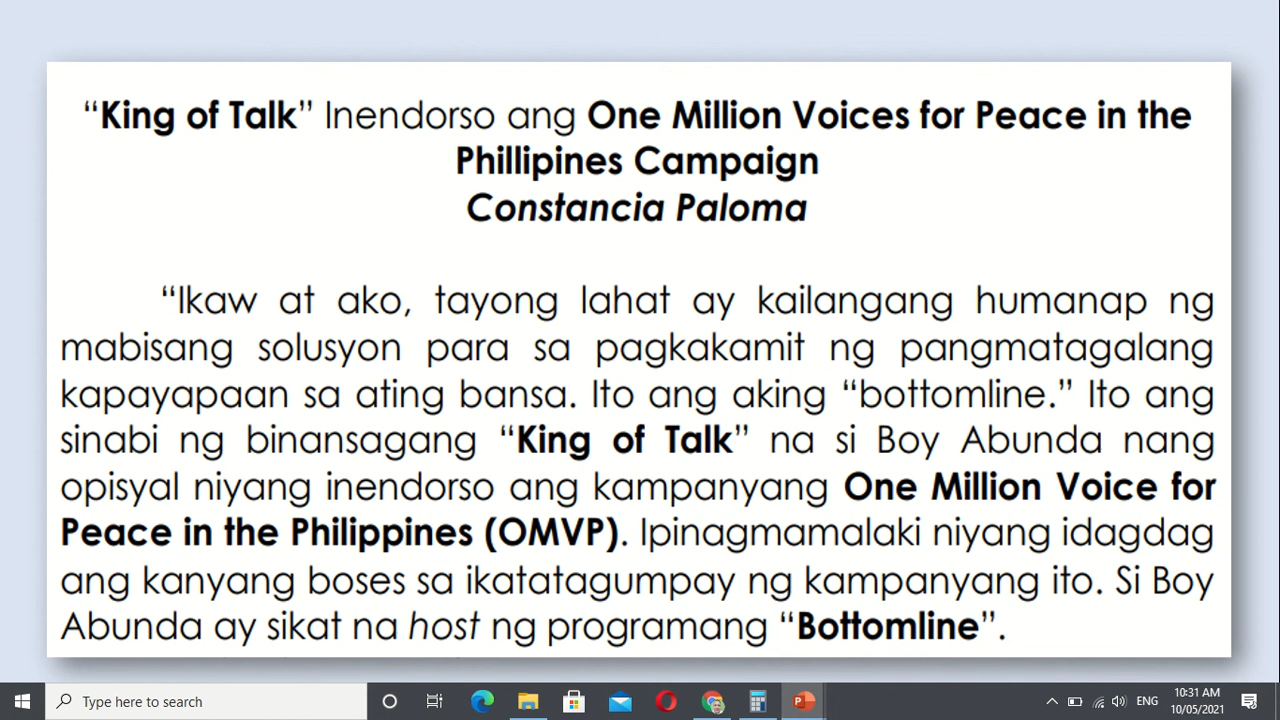 “King of Talk” Inendorso ang One Million Voices for Peace in the
Phillipines Campaign
Constancia Paloma
“Ikaw at ako, tayong lahat ay kailangang humanap ng
mabisang solusyon para sa pagkakamit ng pangmatagalang
kapayapaan sa ating bansa. Ito ang aking “bottomline.” Ito ang
sinabi ng binansagang “King of Talk” na si Boy Abunda nang
opisyal niyang inendorso ang kampanyang One Million Voice for
Peace in the Philippines (OMVP). Ipinagmamalaki niyang idagdag
ang kanyang boses sa ikatatagumpay ng kampanyang ito. Si Boy
Abunda ay sikat na host ng programang “Bottomline”.
Type here to search
ENG
10:31 AM
10/05/2021